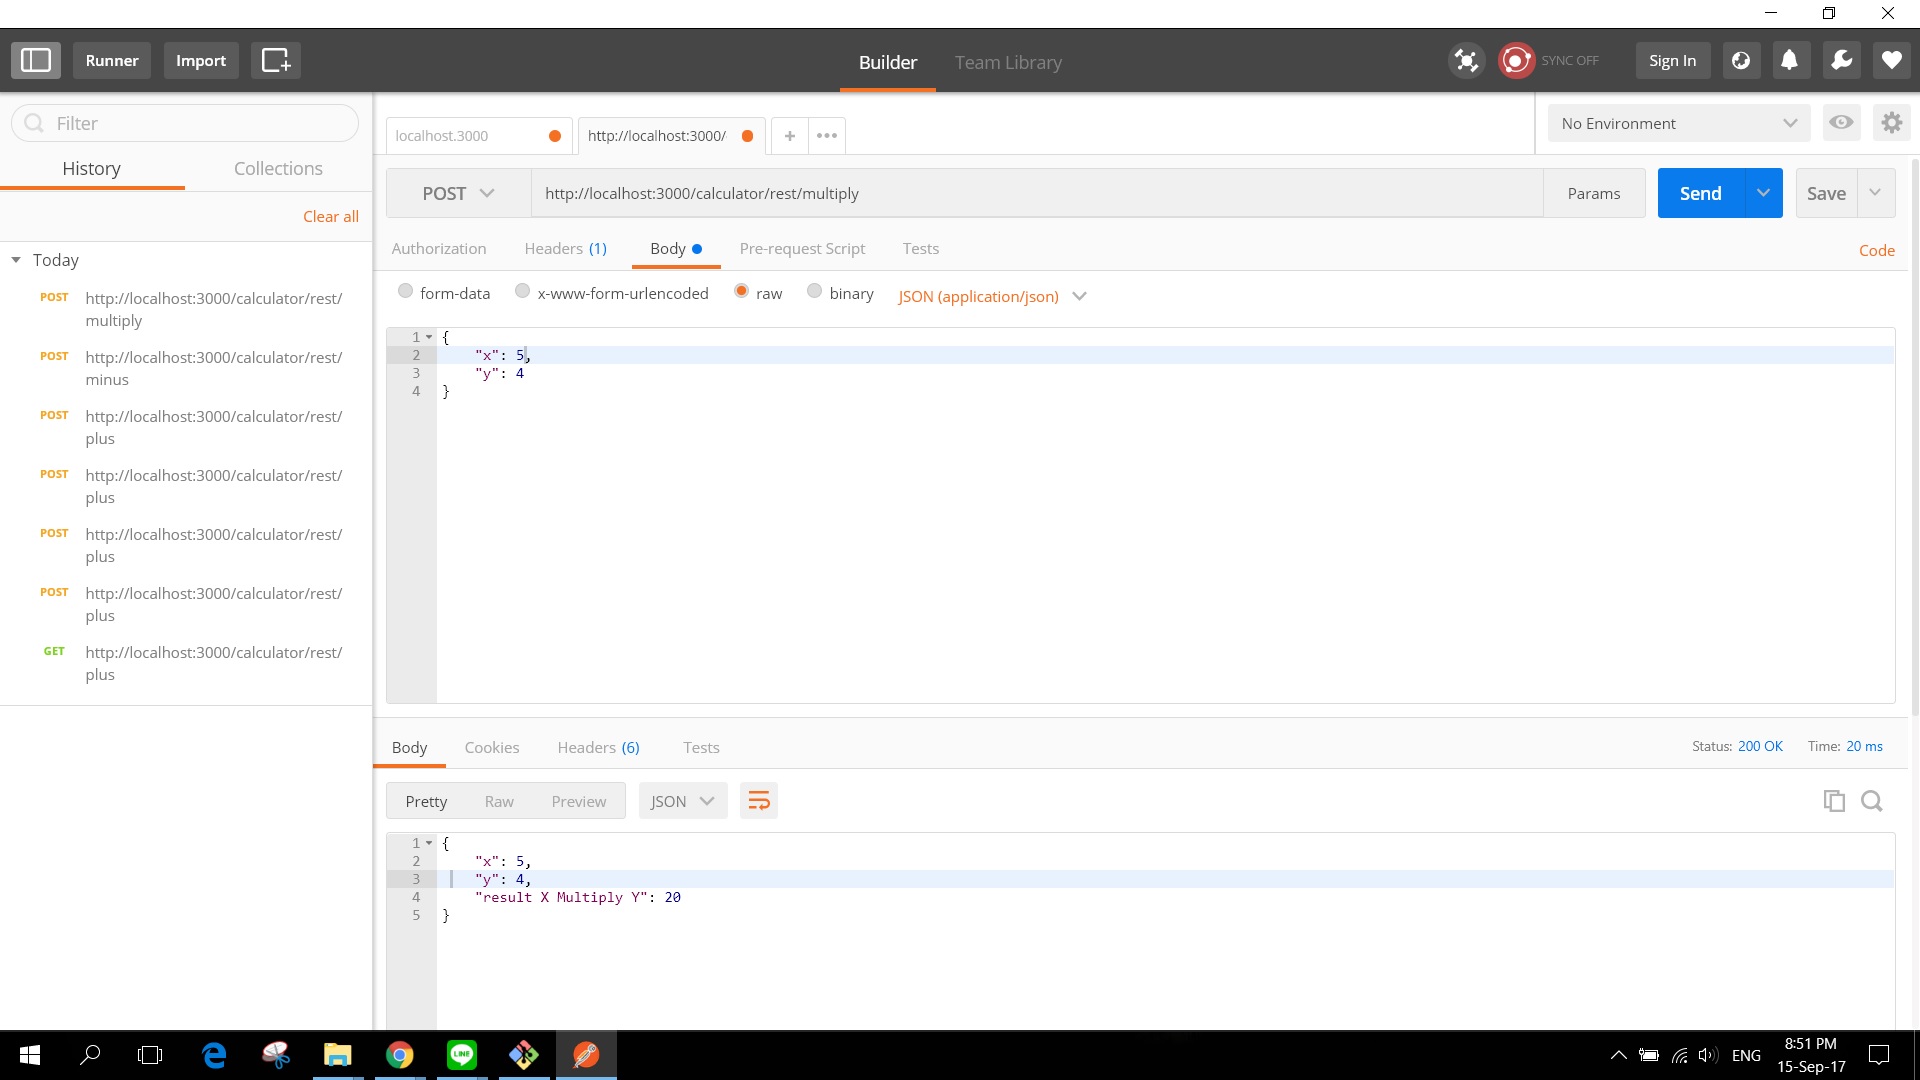 Runner
Import
Builder
Team Library
SYNC OFF
Sign In
Filter
History
Collections
Clear all
Today
POST http://localhost:3000/calculator/rest/
multiply
POST http://localhost:3000/calculator/rest/
minus
POST http://localhost:3000/calculator/rest/
plus
POST http://localhost:3000/calculator/rest/
plus
POST http://localhost:3000/calculator/rest/
plus
POST http://localhost:3000/calculator/rest/
plus
GET http://localhost:3000/calculator/rest/
plus
localhost.3000
http://localhost:3000/
No Environment
POST
http://localhost:3000/calculator/rest/multiply
Params
Send
Save
Authorization
Headers (1)
Body
Pre-request Script
Tests
Code
form-data
x-www-form-urlencoded
raw
binary
JSON (application/json)
1 {
2 "x": 5,
3 "y": 4
4 }
Body
Cookies
Headers (6)
Tests
Status: 200 OK
Time: 20 ms
Pretty
Raw
Preview
JSON
1 {
2 "x": 5,
3 "y": 4,
4 "result X Multiply Y": 20
5 }
LINE
ENG
8:51 PM
15-Sep-17